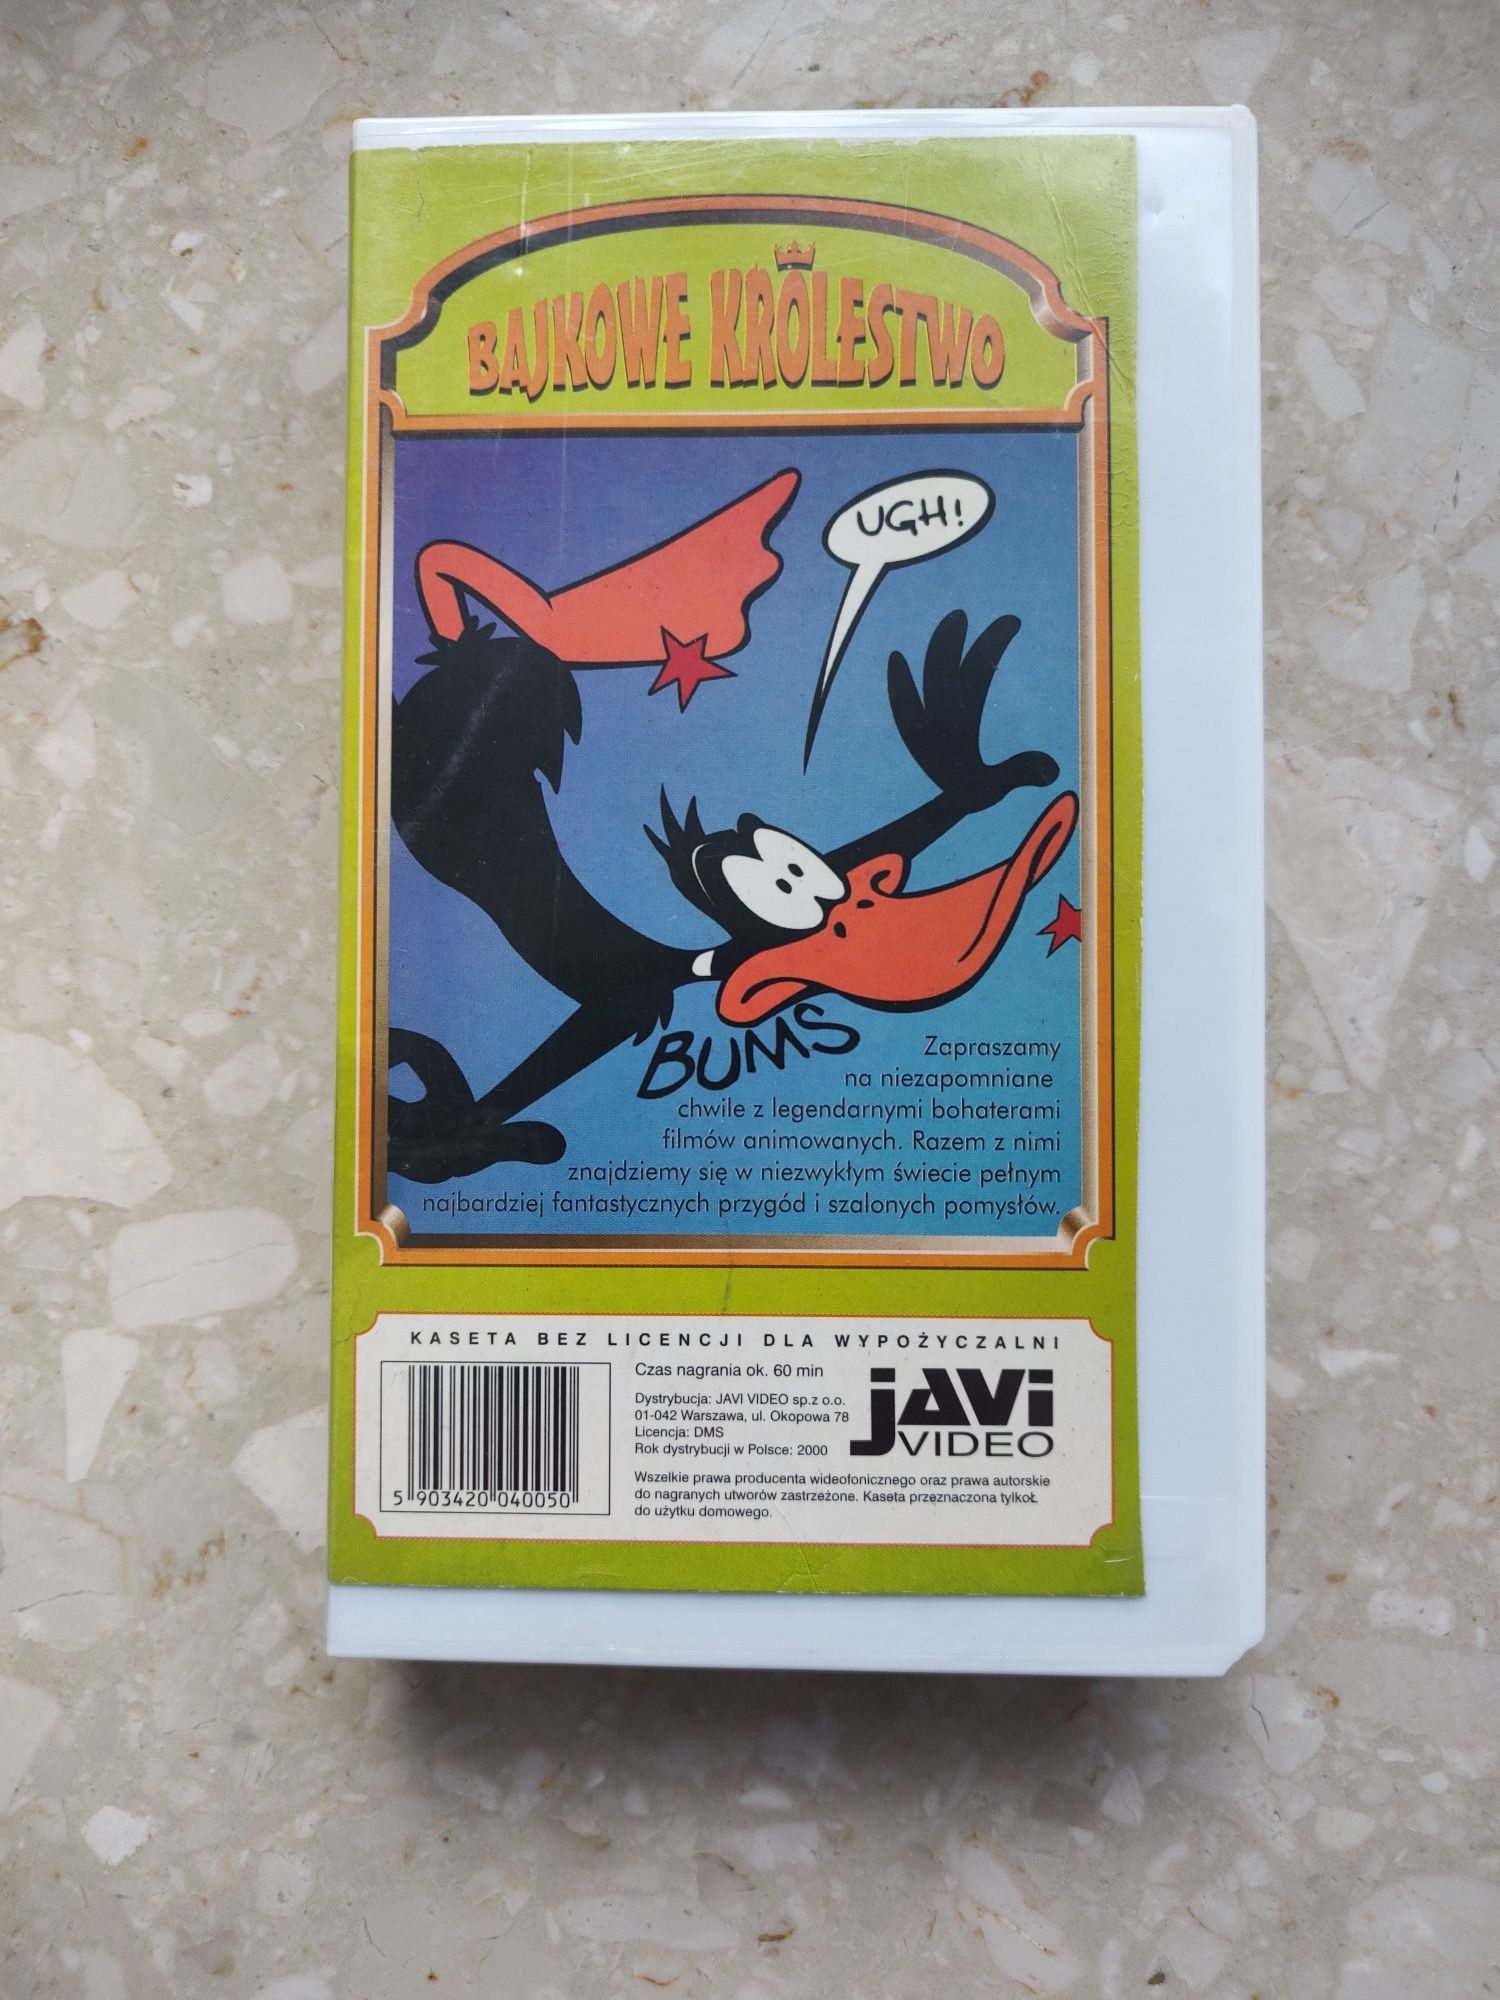 BAJKOWE KRÓLESTWO
UGH!
BUMS
Zapraszamy
na niezapomniane
chwile z legendarnymi bohaterami
filmów animowanych. Razem z nimi
znajdziemy się w niezwykłym świecie pełnym
najbardziej fantastycznych przygód i szalonych pomysłów.
KASETA BEZ LICENCJI DLA WYPOŻYCZALNI
Czas nagrania ok. 60 min
Dystrybucja: JAVI VIDEO sp.z o.o.
01-042 Warszawa, ul. Okopowa 78
Licencja: DMS
Rok dystrybucji w Polsce: 2000
jAVi
VIDEO
Wszelkie prawa producenta wideofonicznego oraz prawa autorskie
do nagranych utworów zastrzeżone. Kaseta przeznaczona tylkoŁ
do użytku domowego.
5 903420 040050